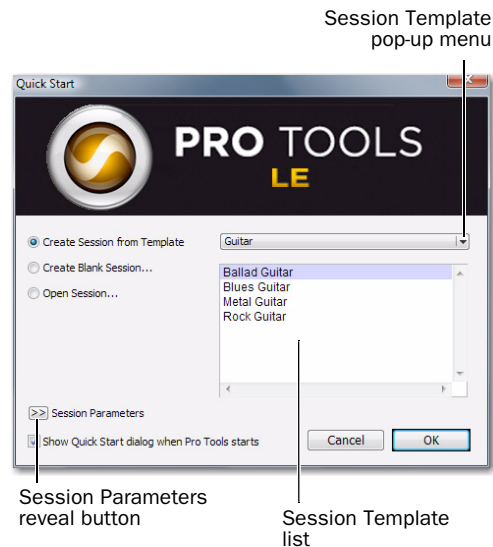 Session Template
pop-up menu
Quick Start
PRO TOOLS
LE
Create Session from Template
Guitar
Create Blank Session...
Open Session...
Ballad Guitar
Blues Guitar
Metal Guitar
Rock Guitar
>> Session Parameters
Show Quick Start dialog when Pro Tools starts
Cancel
OK
Session Parameters
reveal button
Session Template
list